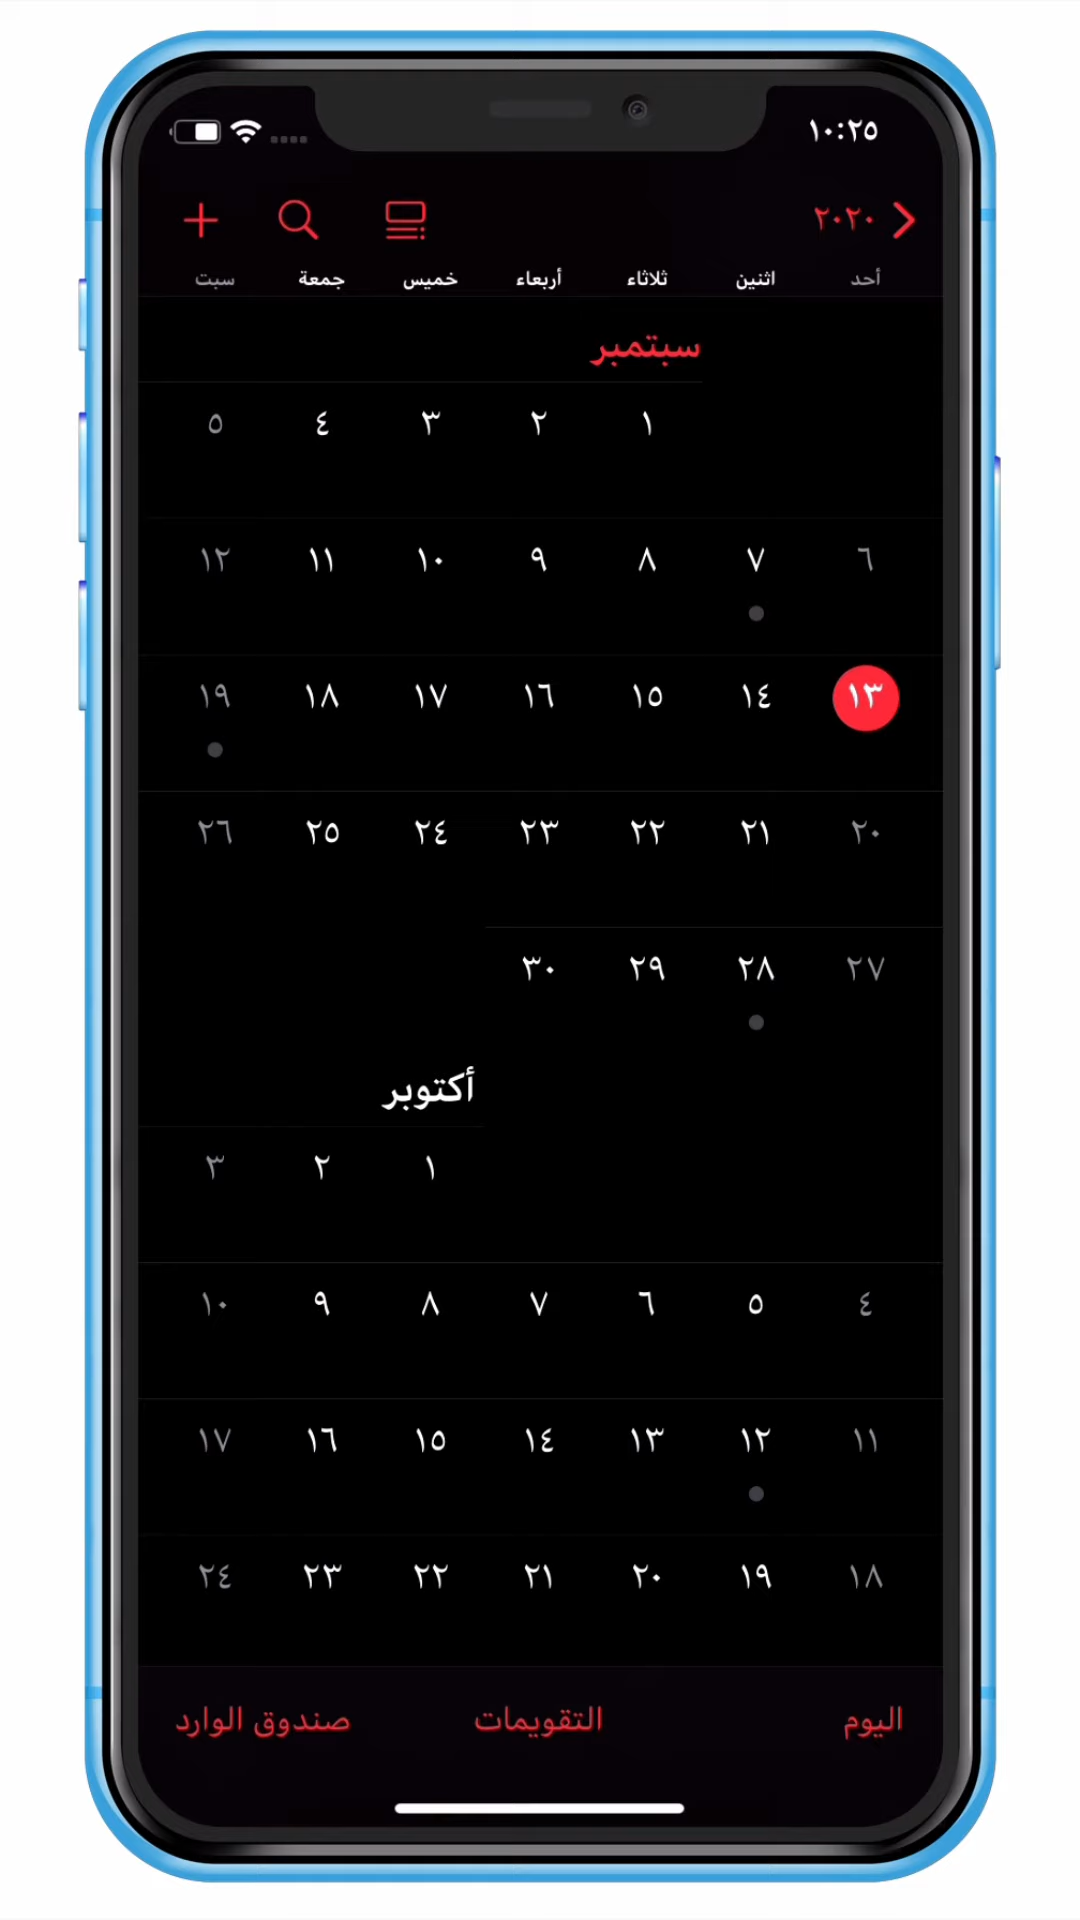 ١٠:٢٥
٢٠٢٠
أحد اثنين ثلاثاء أربعاء خميس جمعة سبت
سبتمبر
١ ٢ ٣ ٤ ٥
٦ ٧ ٨ ٩ ١٠ ١١ ١٢
١٣ ١٤ ١٥ ١٦ ١٧ ١٨ ١٩
٢٠ ٢١ ٢٢ ٢٣ ٢٤ ٢٥ ٢٦
٢٧ ٢٨ ٢٩ ٣٠
أكتوبر
١ ٢ ٣
٤ ٥ ٦ ٧ ٨ ٩ ١٠
١١ ١٢ ١٣ ١٤ ١٥ ١٦ ١٧
١٨ ١٩ ٢٠ ٢١ ٢٢ ٢٣ ٢٤
اليوم التقويمات صندوق الوارد